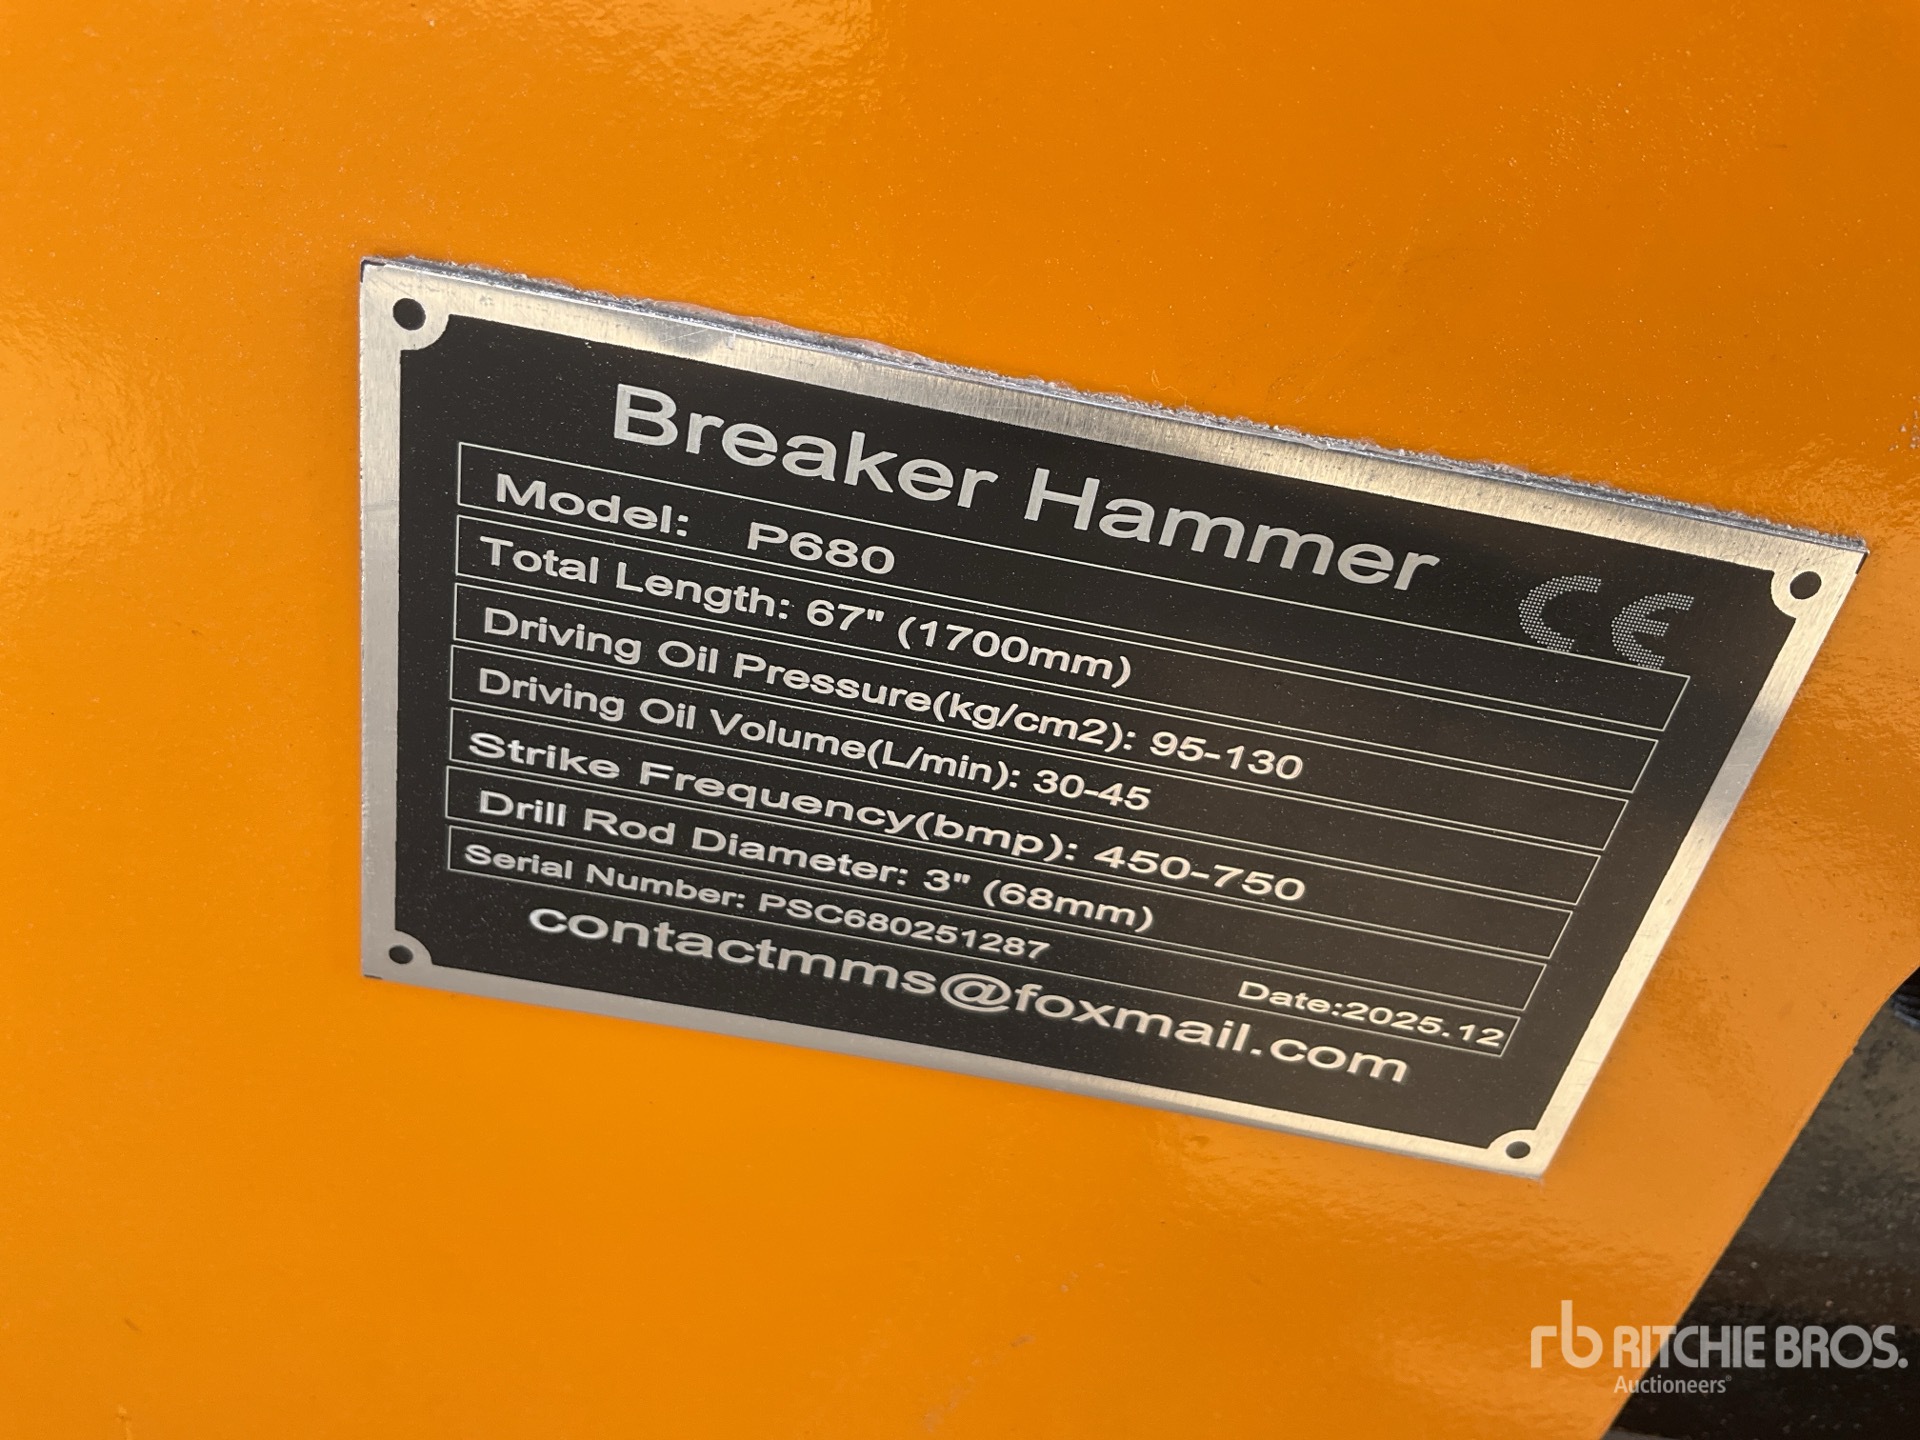 Breaker Hammer
CE
Model: P680
Total Length: 67" (1700mm)
Driving Oil Pressure(kg/cm2): 95-130
Driving Oil Volume(L/min): 30-45
Strike Frequency(bmp): 450-750
Drill Rod Diameter: 3" (68mm)
Serial Number: PSC680251287 Date:2025.12
contactmms@foxmail.com
rb RITCHIE BROS.
Auctioneers®